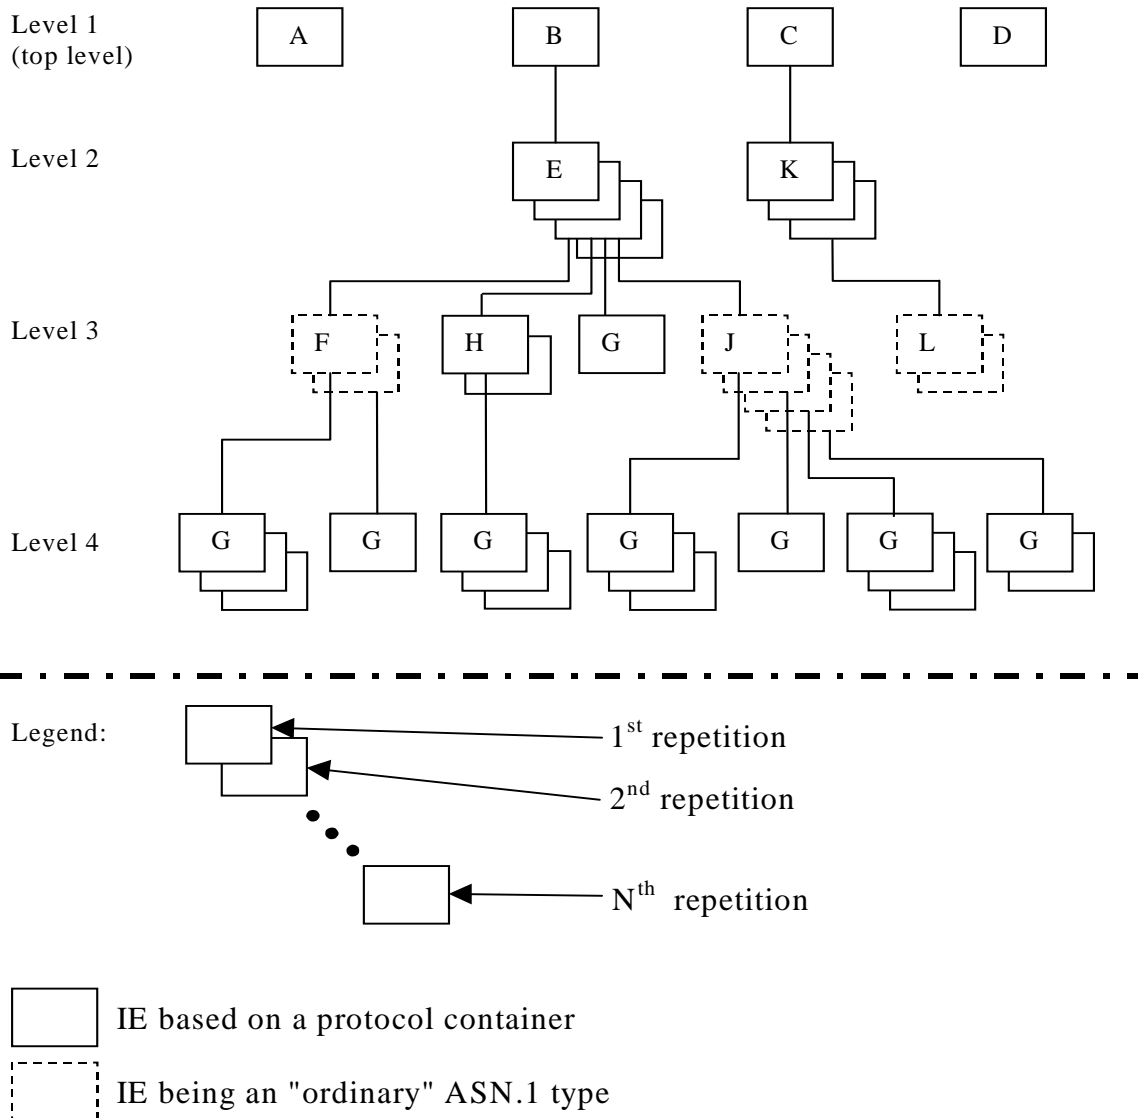 Level 1
(top level)
A B C D
Level 2
E K
Level 3
F H G J L
Level 4
G G G G G G G
Legend:
1st repetition
2nd repetition
Nth repetition
IE based on a protocol container
IE being an "ordinary" ASN.1 type